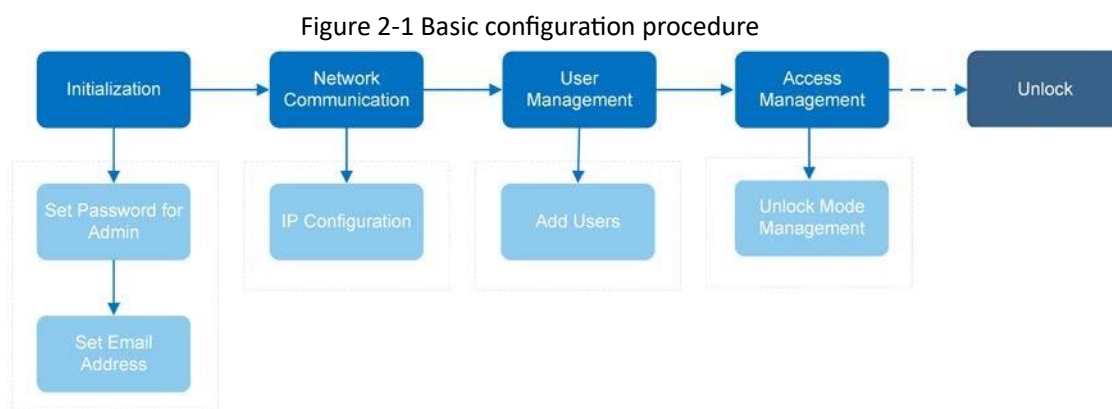 Figure 2-1 Basic configuration procedure
Initialization
Network
Communication
User
Management
Access
Management
Unlock
Set Password for
Admin
IP Configuration
Add Users
Unlock Mode
Management
Set Email
Address